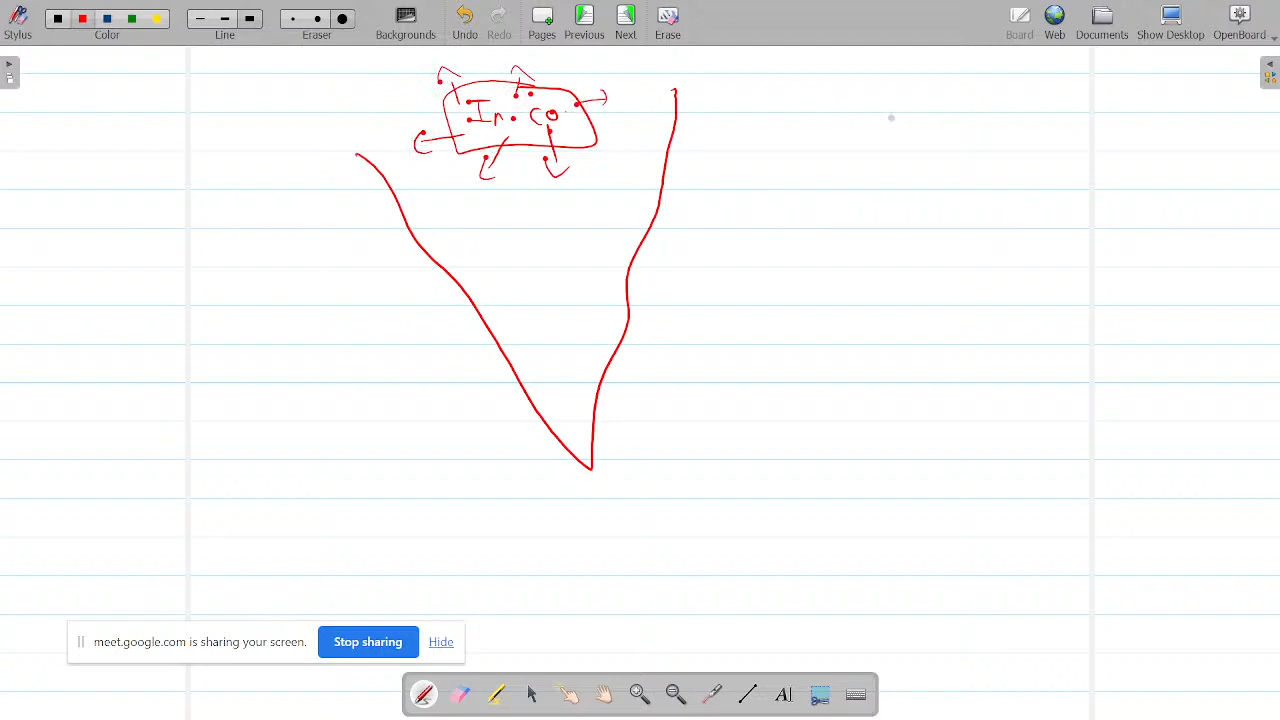 Stylus
Color
Line
Eraser
Backgrounds
Undo
Redo
Pages
Previous
Next
Erase
Board
Web
Documents
Show Desktop
OpenBoard
In Co
meet.google.com is sharing your screen.
Stop sharing
Hide